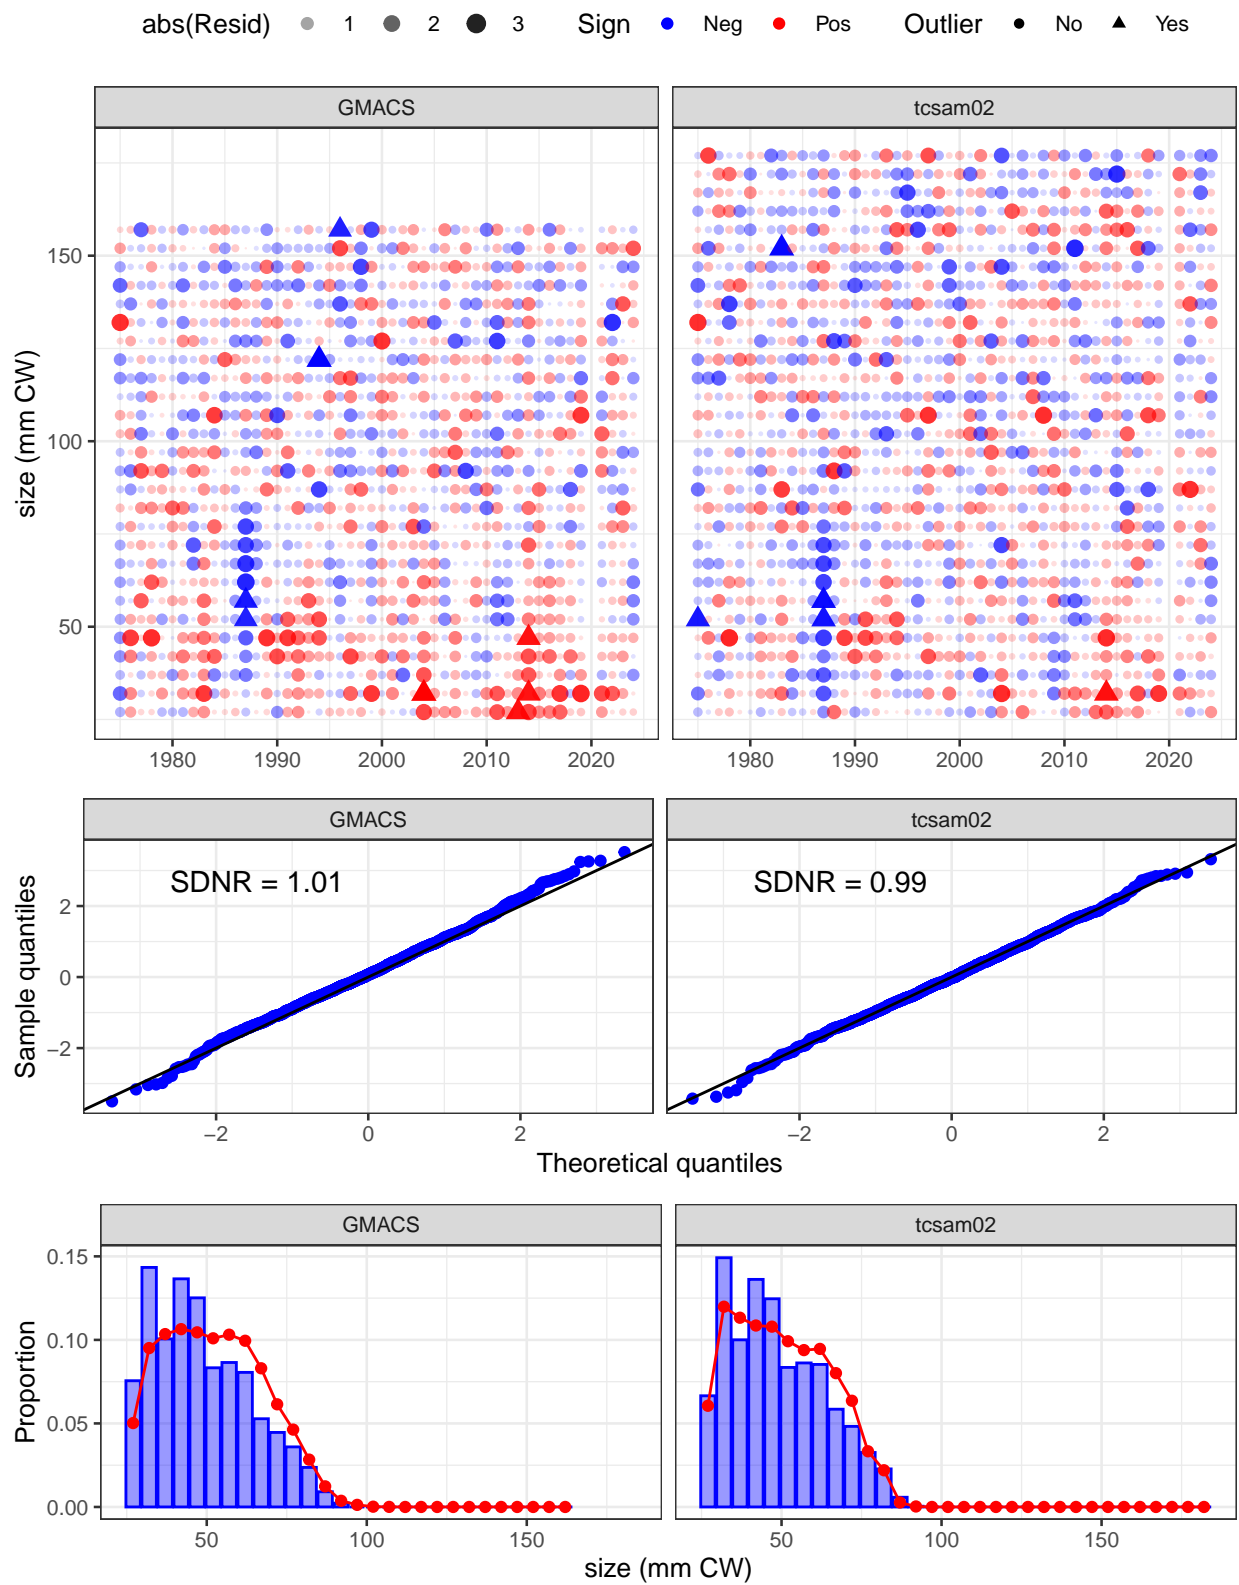 abs(Resid) 1 2 3 Sign Neg Pos Outlier No Yes
GMACS tcsam02
size (mm CW)
150
100
50
1980 1990 2000 2010 2020 1980 1990 2000 2010 2020
GMACS tcsam02
Sample quantiles
SDNR = 1.01 SDNR = 0.99
2
0
−2
−2 0 2 −2 0 2
Theoretical quantiles
GMACS tcsam02
Proportion
0.15
0.10
0.05
0.00
50 100 150 50 100 150
size (mm CW)